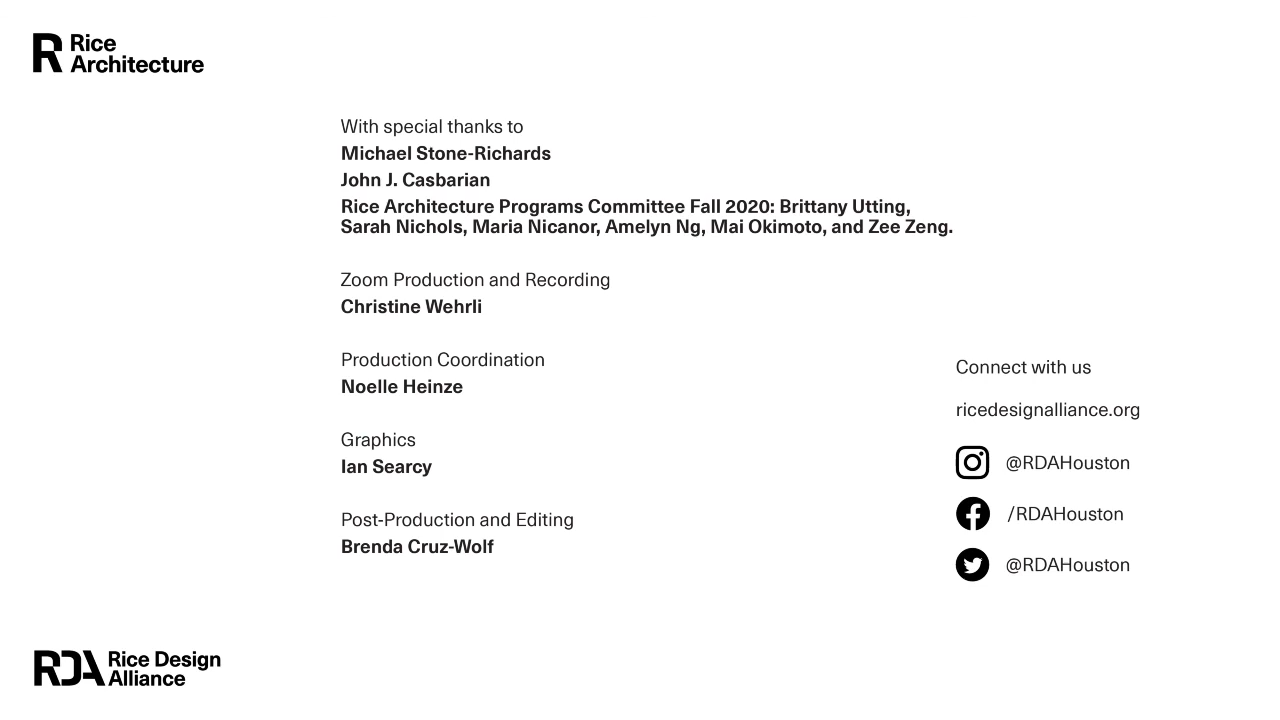 Rice
Architecture
With special thanks to
Michael Stone-Richards
John J. Casbarian
Rice Architecture Programs Committee Fall 2020: Brittany Utting,
Sarah Nichols, Maria Nicanor, Amelyn Ng, Mai Okimoto, and Zee Zeng.
Zoom Production and Recording
Christine Wehrli
Production Coordination
Noelle Heinze
Graphics
Ian Searcy
Post-Production and Editing
Brenda Cruz-Wolf
Connect with us
ricedesignalliance.org
@RDAHouston
/RDAHouston
@RDAHouston
RDA Rice Design
Alliance